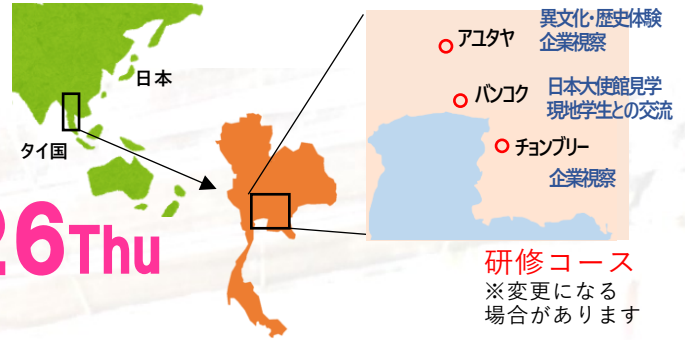 日本
タイ国
アユタヤ
異文化・歴史体験
企業視察
バンコク
日本大使館見学
現地学生との交流
チョンブリー
企業視察
26Thu
研修コース
※変更になる
場合があります